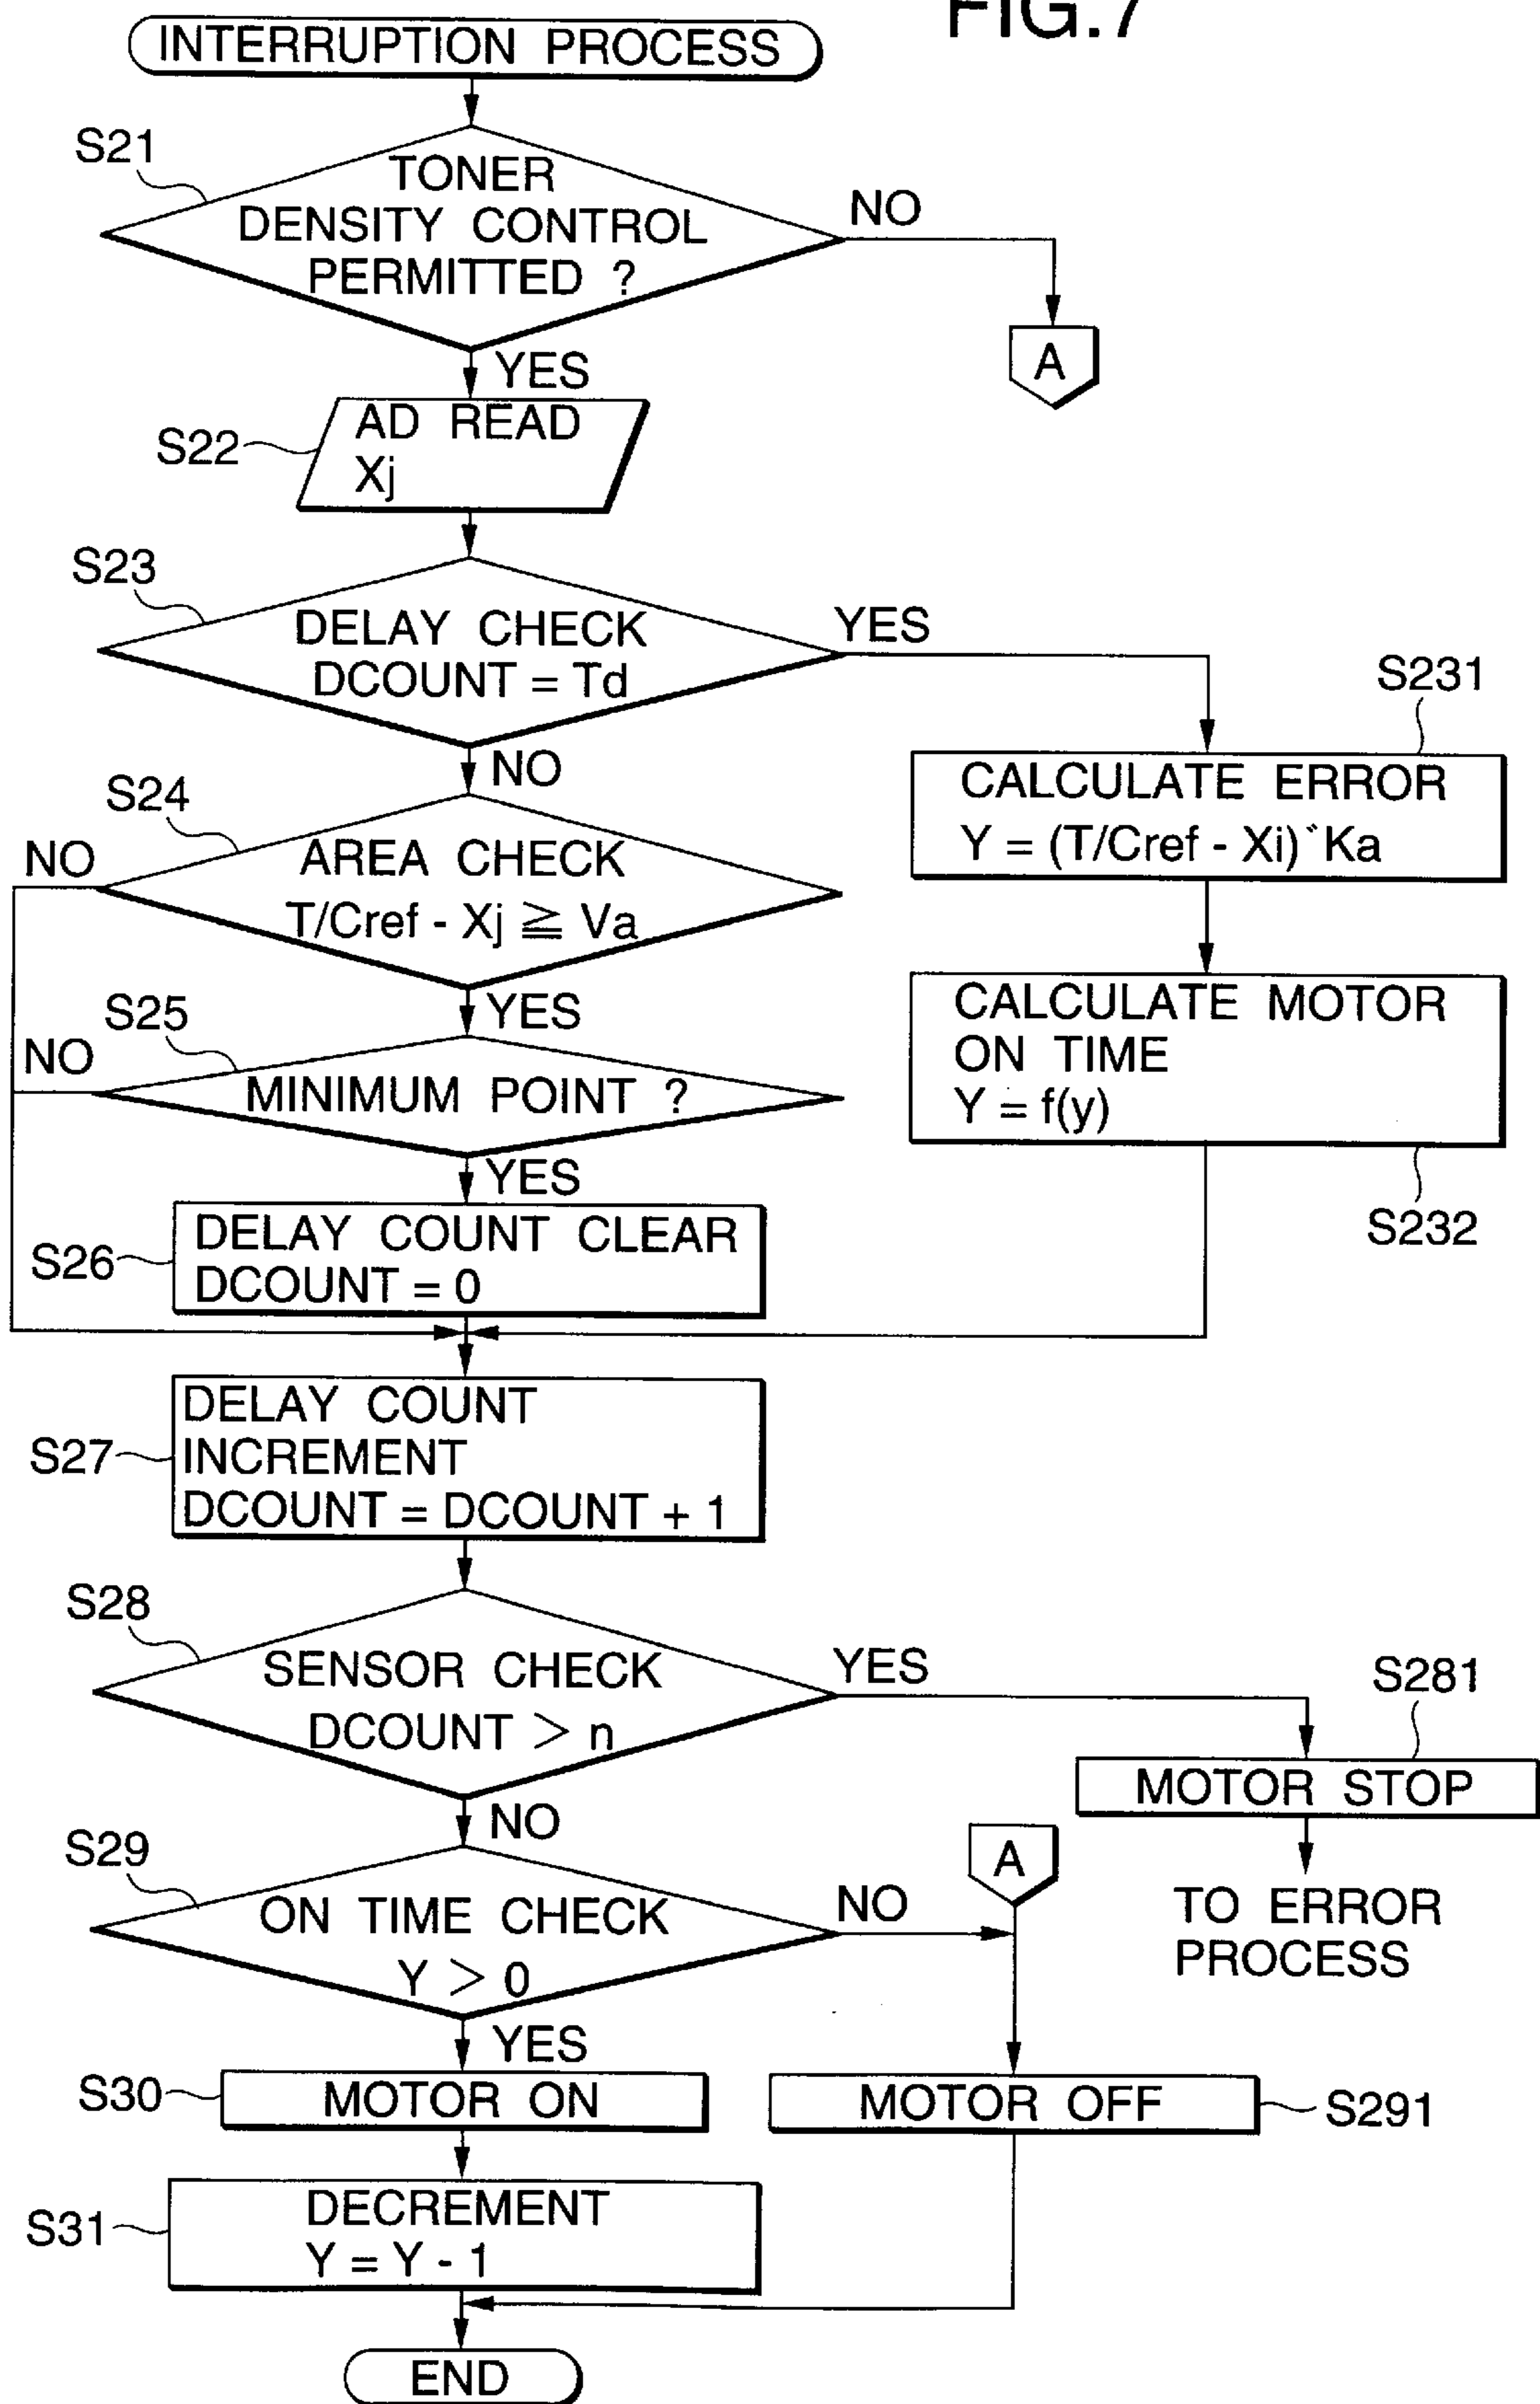 FIG.7
INTERRUPTION PROCESS
S21
TONER
DENSITY CONTROL
PERMITTED ?
NO
A
YES
S22
AD READ
Xj
S23
DELAY CHECK
DCOUNT = Td
YES
NO
S231
CALCULATE ERROR
Y = (T/Cref - Xi)*Ka
S24
NO
AREA CHECK
T/Cref - Xj ≧ Va
YES
CALCULATE MOTOR
ON TIME
Y = f(y)
S232
S25
NO
MINIMUM POINT ?
YES
S26
DELAY COUNT CLEAR
DCOUNT = 0
S27
DELAY COUNT
INCREMENT
DCOUNT = DCOUNT + 1
S28
SENSOR CHECK
DCOUNT > n
YES
S281
MOTOR STOP
TO ERROR
PROCESS
NO
S29
ON TIME CHECK
Y > 0
NO
A
YES
S30
MOTOR ON
MOTOR OFF
S291
S31
DECREMENT
Y = Y - 1
END